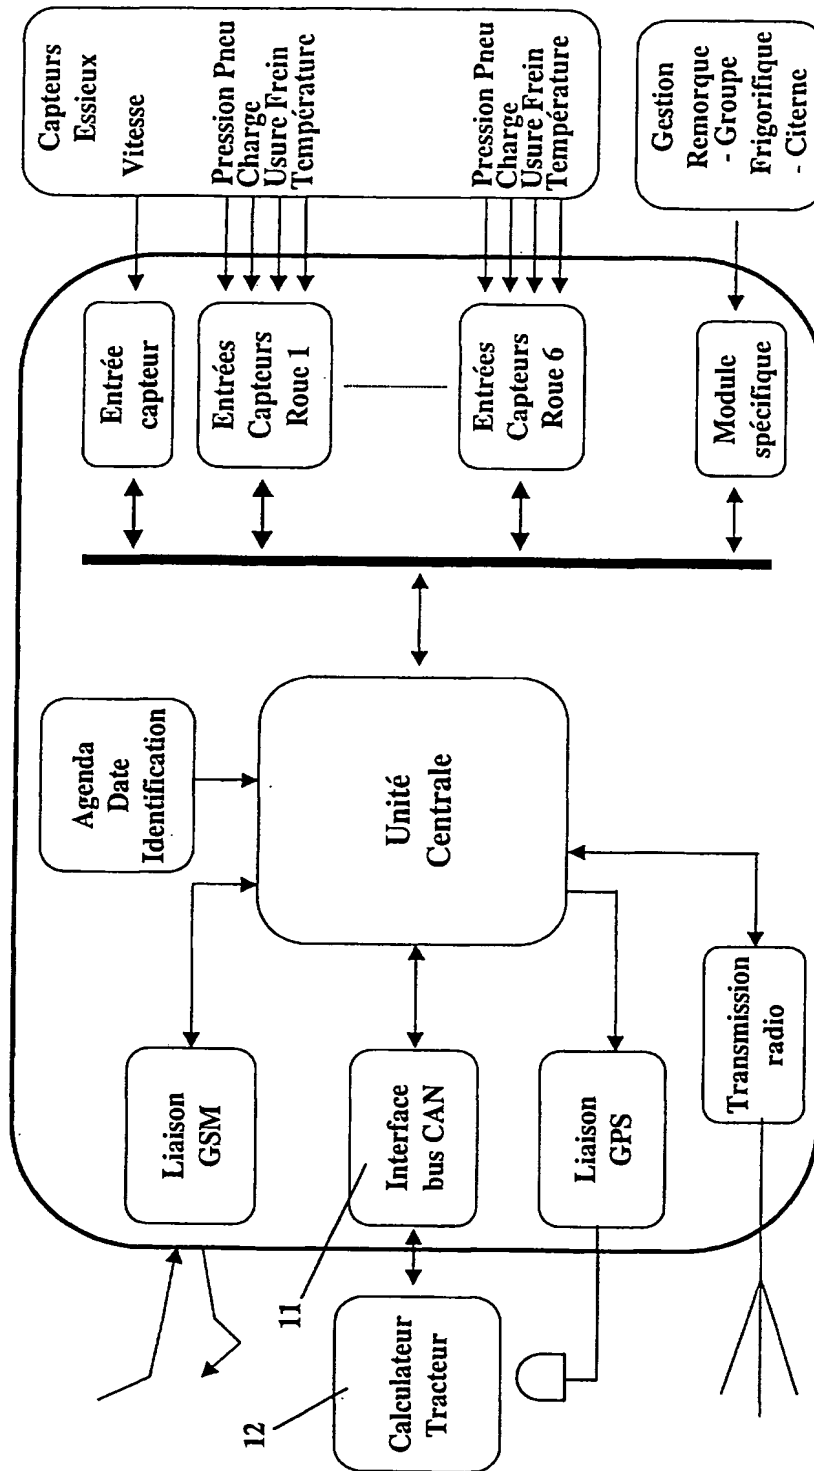 Capteurs
Essieux
Vitesse
Pression Pneu
Charge
Usure Frein
Température
Pression Pneu
Charge
Usure Frein
Température
Gestion
Remorque
- Groupe
Frigorifique
- Citerne
Entrée
capteur
Entrées
Capteurs
Roue 1
Entrées
Capteurs
Roue 6
Module
spécifique
Agenda
Date
Identification
Unité
Centrale
Liaison
GSM
Interface
bus CAN
Liaison
GPS
Transmission
radio
11
12
Calculateur
Tracteur